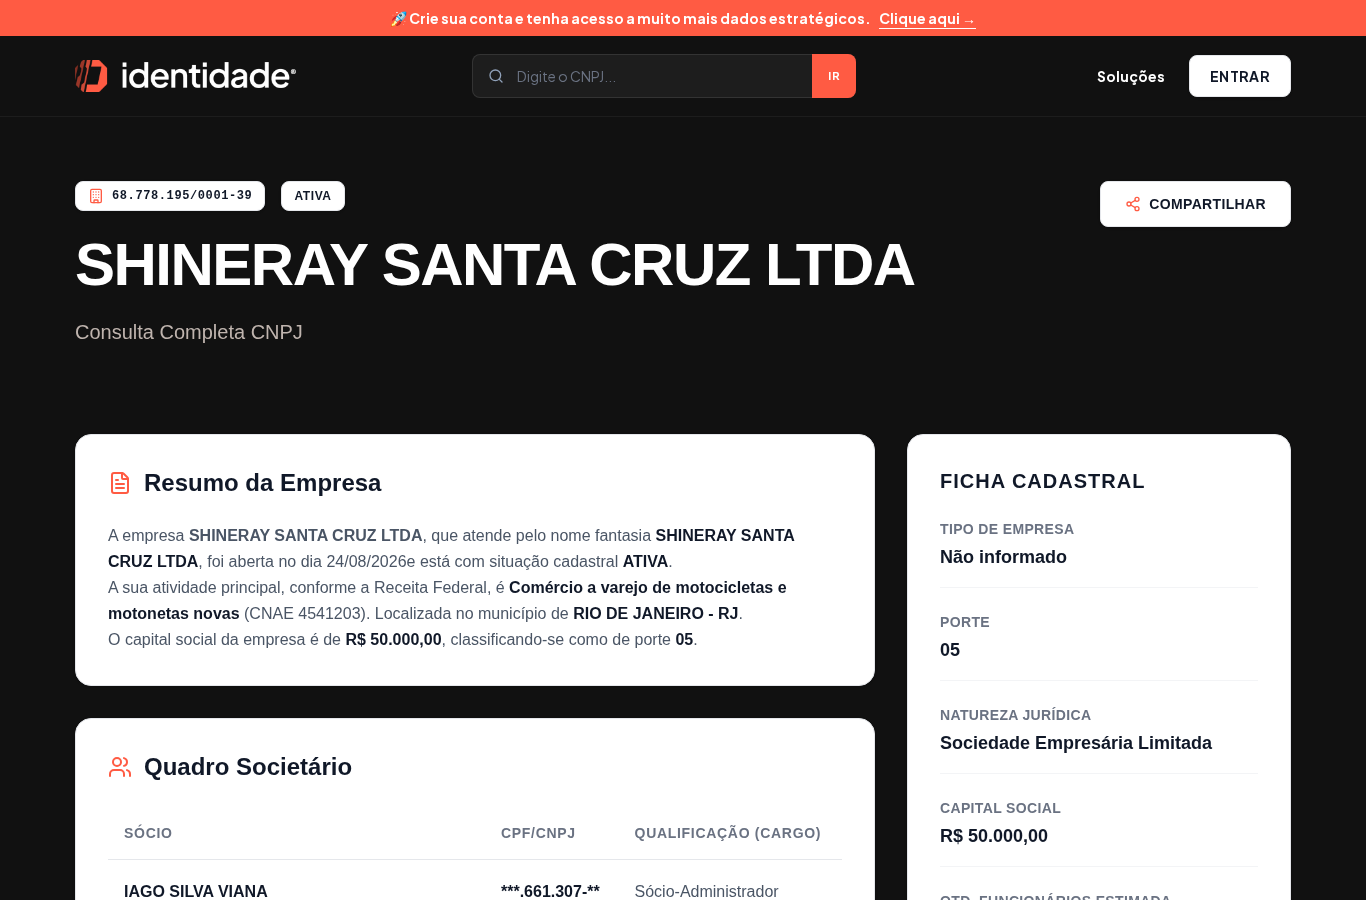 🚀 Crie sua conta e tenha acesso a muito mais dados estratégicos. Clique aqui →
identidade®
Digite o CNPJ...
IR
Soluções
ENTRAR
68.778.195/0001-39
ATIVA
COMPARTILHAR
SHINERAY SANTA CRUZ LTDA
Consulta Completa CNPJ
Resumo da Empresa
A empresa SHINERAY SANTA CRUZ LTDA, que atende pelo nome fantasia SHINERAY SANTA
CRUZ LTDA, foi aberta no dia 24/08/2026e está com situação cadastral ATIVA.
A sua atividade principal, conforme a Receita Federal, é Comércio a varejo de motocicletas e
motonetas novas (CNAE 4541203). Localizada no município de RIO DE JANEIRO - RJ.
O capital social da empresa é de R$ 50.000,00, classificando-se como de porte 05.
Quadro Societário
SÓCIO
CPF/CNPJ
QUALIFICAÇÃO (CARGO)
IAGO SILVA VIANA
***.661.307-**
Sócio-Administrador
FICHA CADASTRAL
TIPO DE EMPRESA
Não informado
PORTE
05
NATUREZA JURÍDICA
Sociedade Empresária Limitada
CAPITAL SOCIAL
R$ 50.000,00
QTD. FUNCIONÁRIOS ESTIMADA